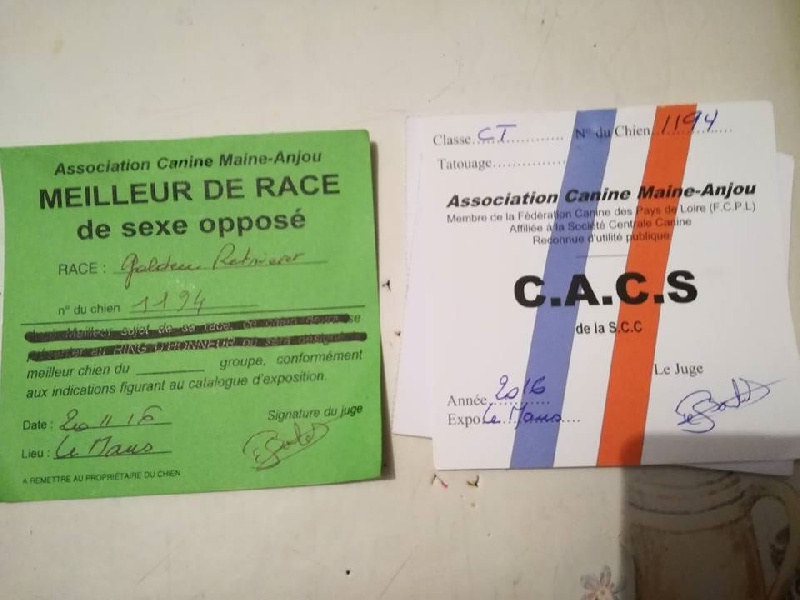 Association Canine Maine-Anjou
MEILLEUR DE RACE
de sexe opposé
RACE : Golden Retriever
n° du chien 1194
meilleur chien du ________ groupe, conformément
aux indications figurant au catalogue d'exposition.
Date : 20 11 16
Signature du juge
Lieu : Le Mans
A REMETTRE AU PROPRIÉTAIRE DU CHIEN
Classe CT N° du Chien 1194
Tatouage
Association Canine Maine-Anjou
Membre de la Fédération Canine des Pays de Loire (F.C.P.L)
Affiliée à la Société Centrale Canine
Reconnue d'utilité publique
C.A.C.S
de la S.C.C
Le Juge
Année 2016
Expo Le Mans